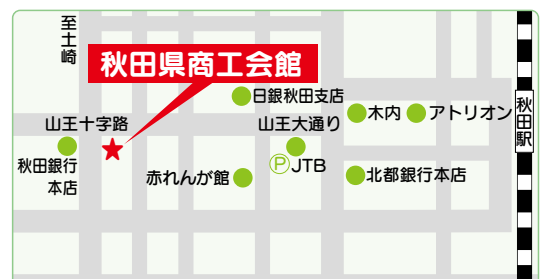 至土崎
秋田県商工会館
日銀秋田支店
木内
アトリオン
秋田駅
山王十字路
山王大通り
秋田銀行
本店
赤れんが館
P JTB
北都銀行本店